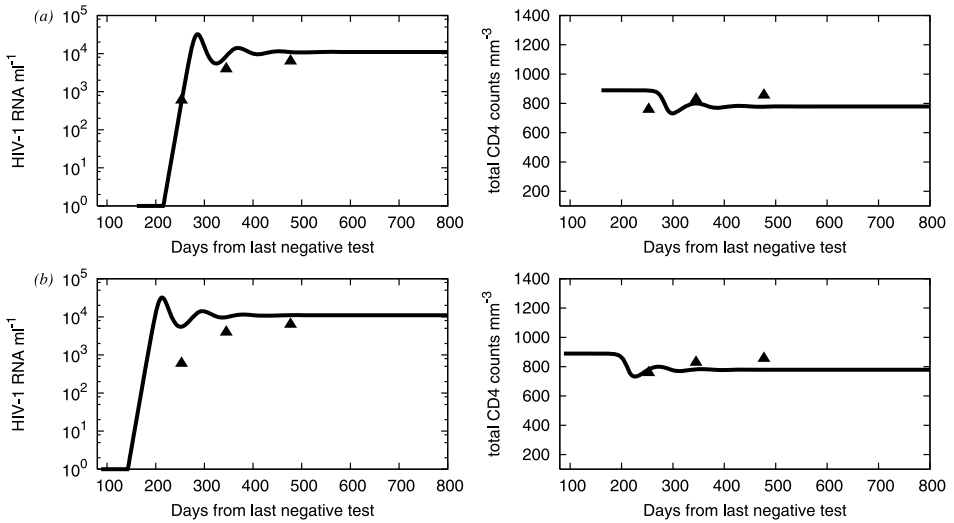 (a)
HIV-1 RNA ml-1
10^5
10^4
10^3
10^2
10^1
10^0
100 200 300 400 500 600 700 800
Days from last negative test
total CD4 counts mm-3
1400
1200
1000
800
600
400
200
100 200 300 400 500 600 700 800
Days from last negative test
(b)
HIV-1 RNA ml-1
10^5
10^4
10^3
10^2
10^1
10^0
100 200 300 400 500 600 700 800
Days from last negative test
total CD4 counts mm-3
1400
1200
1000
800
600
400
200
100 200 300 400 500 600 700 800
Days from last negative test